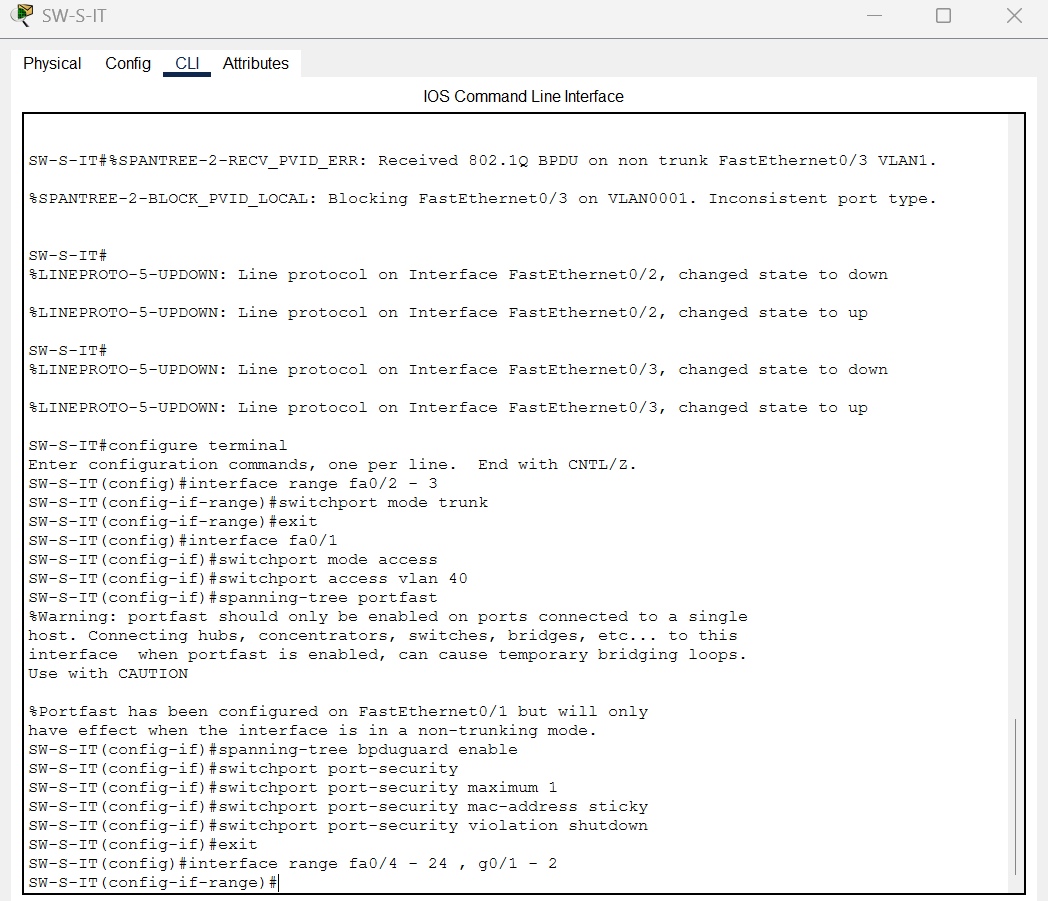 SW-S-IT
Physical Config CLI Attributes
IOS Command Line Interface
SW-S-IT#%SPANTREE-2-RECV_PVID_ERR: Received 802.1Q BPDU on non trunk FastEthernet0/3 VLAN1.
%SPANTREE-2-BLOCK_PVID_LOCAL: Blocking FastEthernet0/3 on VLAN0001. Inconsistent port type.
SW-S-IT#
%LINEPROTO-5-UPDOWN: Line protocol on Interface FastEthernet0/2, changed state to down
%LINEPROTO-5-UPDOWN: Line protocol on Interface FastEthernet0/2, changed state to up
SW-S-IT#
%LINEPROTO-5-UPDOWN: Line protocol on Interface FastEthernet0/3, changed state to down
%LINEPROTO-5-UPDOWN: Line protocol on Interface FastEthernet0/3, changed state to up
SW-S-IT#configure terminal
Enter configuration commands, one per line.  End with CNTL/Z.
SW-S-IT(config)#interface range fa0/2 - 3
SW-S-IT(config-if-range)#switchport mode trunk
SW-S-IT(config-if-range)#exit
SW-S-IT(config)#interface fa0/1
SW-S-IT(config-if)#switchport mode access
SW-S-IT(config-if)#switchport access vlan 40
SW-S-IT(config-if)#spanning-tree portfast
%Warning: portfast should only be enabled on ports connected to a single
host. Connecting hubs, concentrators, switches, bridges, etc... to this
interface  when portfast is enabled, can cause temporary bridging loops.
Use with CAUTION
%Portfast has been configured on FastEthernet0/1 but will only
have effect when the interface is in a non-trunking mode.
SW-S-IT(config-if)#spanning-tree bpduguard enable
SW-S-IT(config-if)#switchport port-security
SW-S-IT(config-if)#switchport port-security maximum 1
SW-S-IT(config-if)#switchport port-security mac-address sticky
SW-S-IT(config-if)#switchport port-security violation shutdown
SW-S-IT(config-if)#exit
SW-S-IT(config)#interface range fa0/4 - 24 , g0/1 - 2
SW-S-IT(config-if-range)#